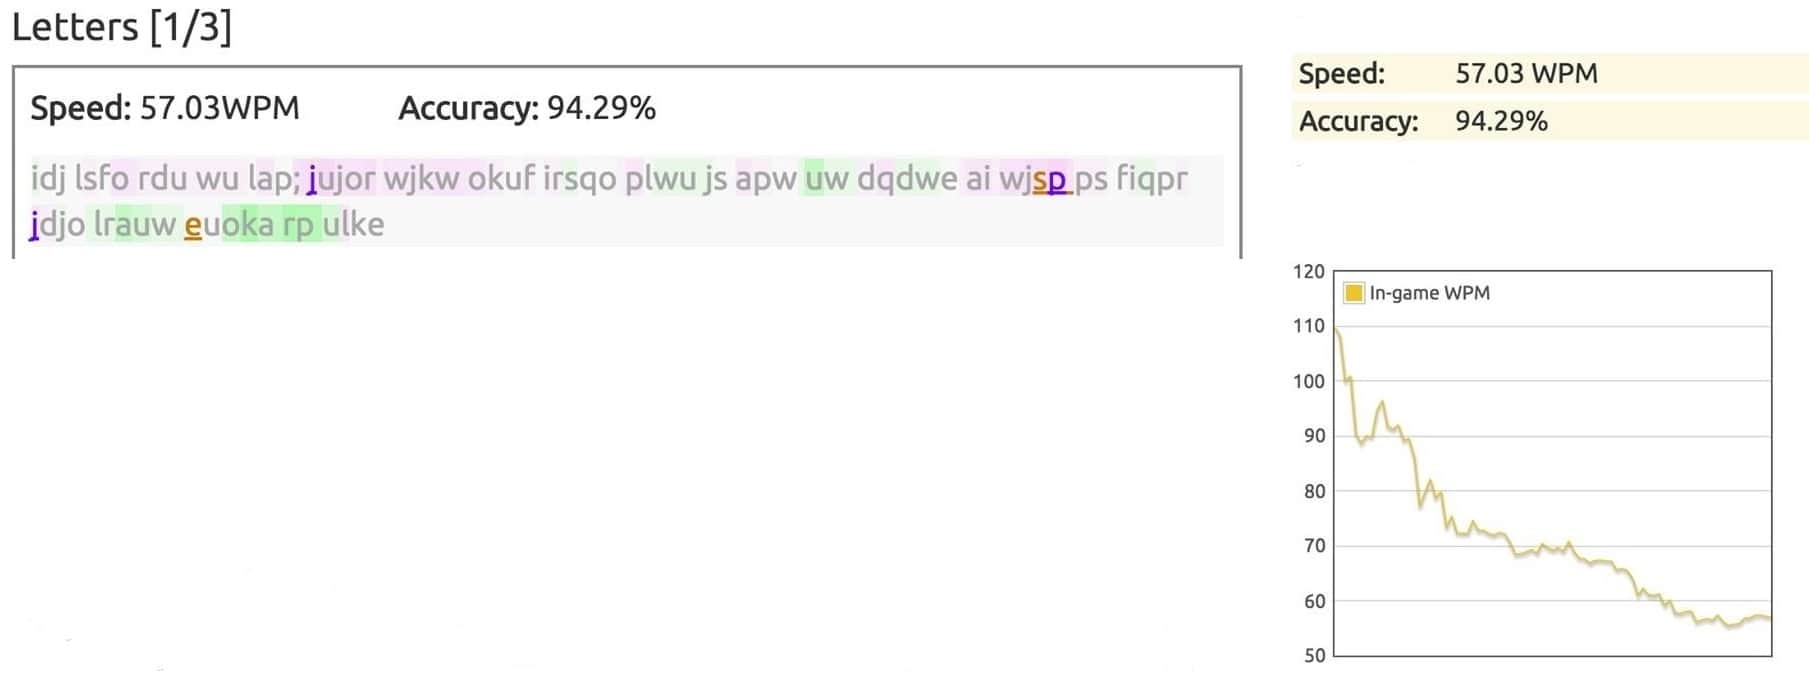 Letters [1/3]
Speed: 57.03WPM Accuracy: 94.29%
idj lsfo rdu wu lap; jujor wjkw okuf irsqo plwu js apw uw dqdwe ai wjsp ps fiqpr
jdjo lrauw euoka rp ulke
Speed: 57.03 WPM
Accuracy: 94.29%
120
In-game WPM
110
100
90
80
70
60
50